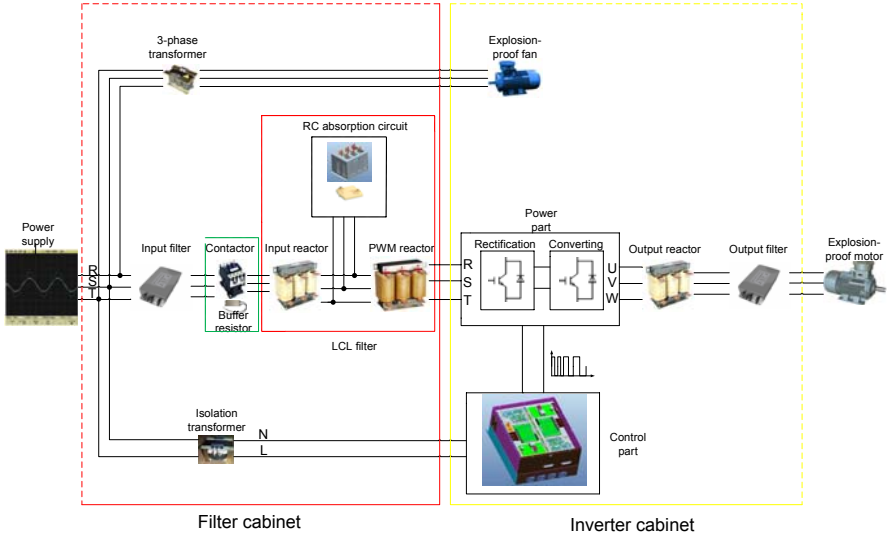 3-phase
transformer
Explosion-
proof fan
RC absorption circuit
Power
supply
Input filter
Contactor
Input reactor
PWM reactor
Power
part
Rectification
Converting
Output reactor
Output filter
Explosion-
proof motor
R
S
T
R
S
T
U
V
W
Buffer
resistor
LCL filter
Isolation
transformer
N
L
Control
part
Filter cabinet
Inverter cabinet